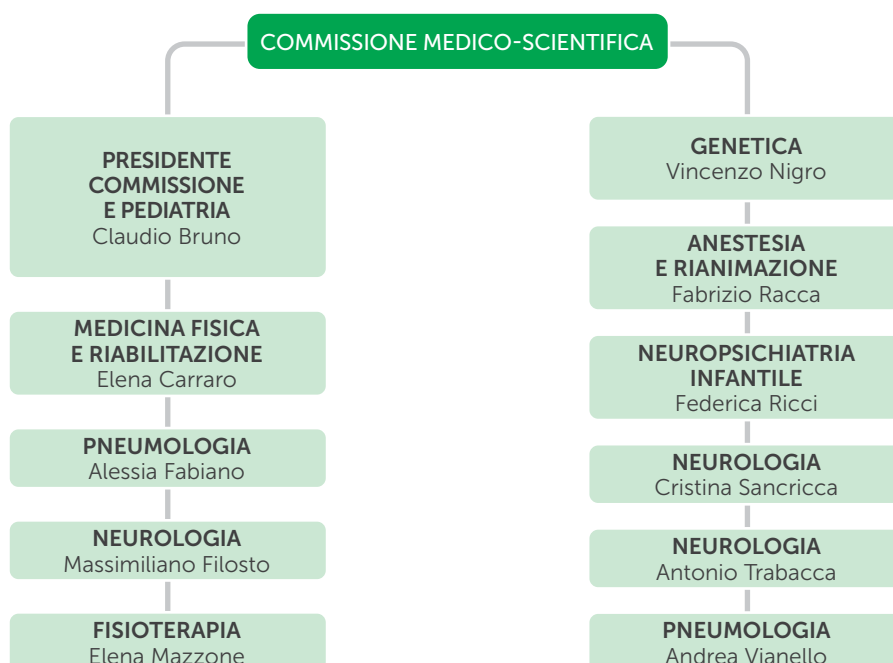 COMMISSIONE MEDICO-SCIENTIFICA
PRESIDENTE
COMMISSIONE
E PEDIATRIA
Claudio Bruno
MEDICINA FISICA
E RIABILITAZIONE
Elena Carraro
PNEUMOLOGIA
Alessia Fabiano
NEUROLOGIA
Massimiliano Filosto
FISIOTERAPIA
Elena Mazzone
GENETICA
Vincenzo Nigro
ANESTESIA
E RIANIMAZIONE
Fabrizio Racca
NEUROPSICHIATRIA
INFANTILE
Federica Ricci
NEUROLOGIA
Cristina Sancricca
NEUROLOGIA
Antonio Trabacca
PNEUMOLOGIA
Andrea Vianello